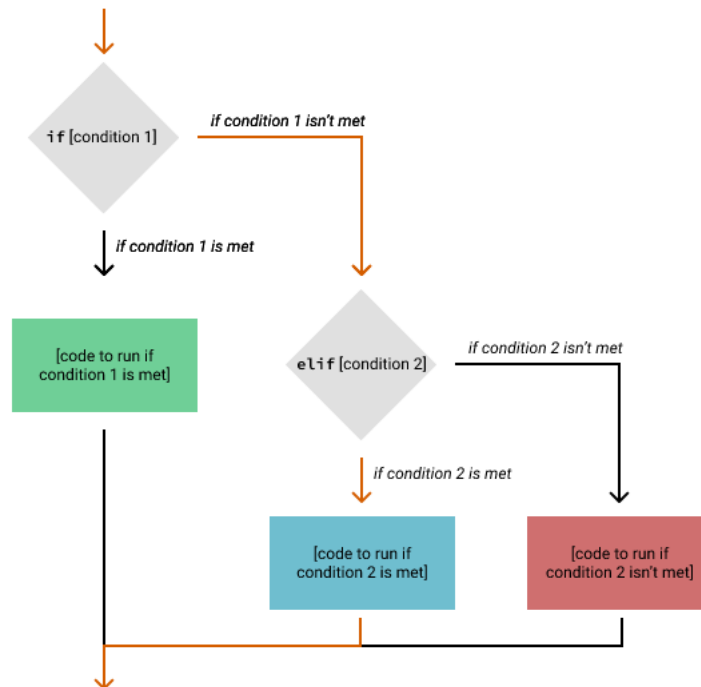 if condition 1 isn't met
if [condition 1]
if condition 1 is met
[code to run if
condition 1 is met]
if condition 2 isn't met
elif [condition 2]
if condition 2 is met
[code to run if
condition 2 is met]
[code to run if
condition 2 isn't met]